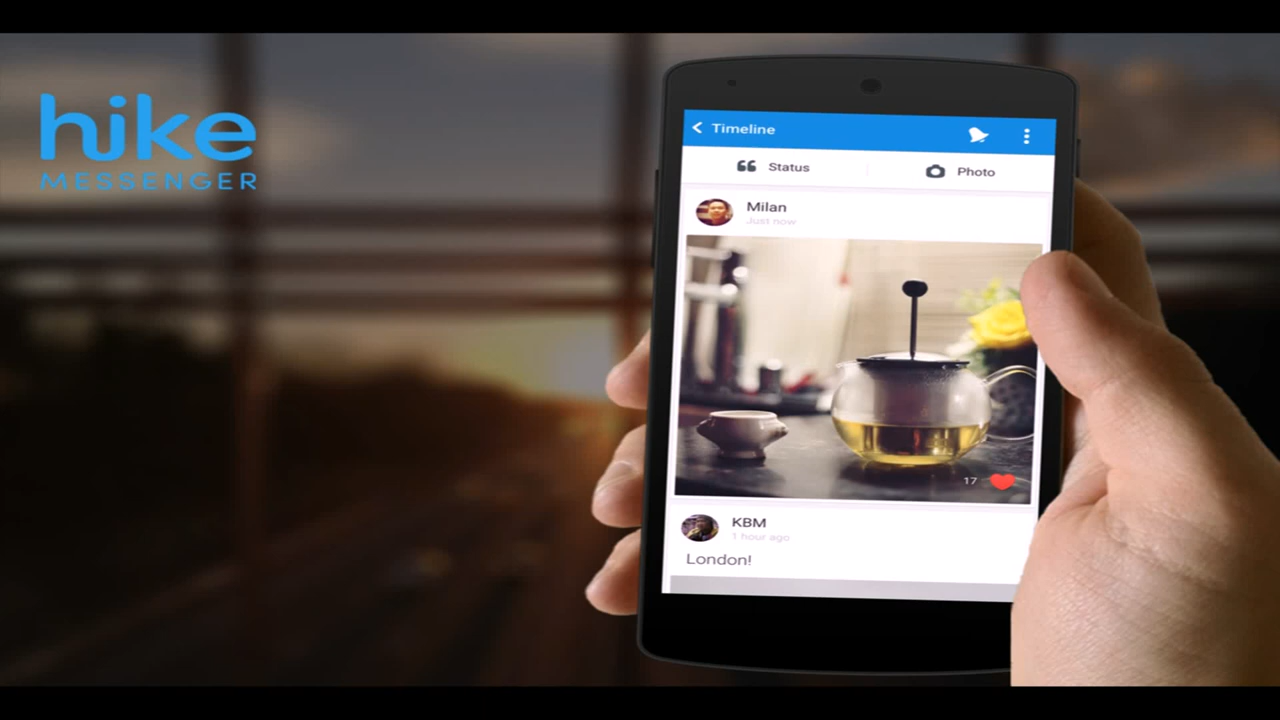 hike
MESSENGER
Timeline
Status
Photo
Milan
Just now
17
KBM
1 hour ago
London!